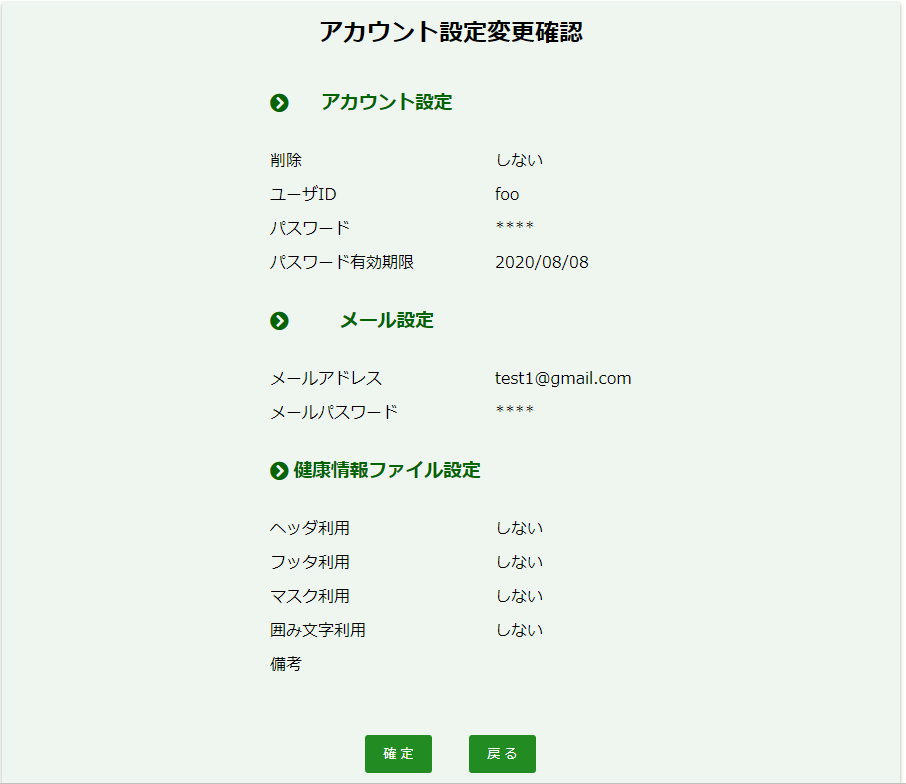 アカウント設定変更確認
アカウント設定
削除 しない
ユーザID foo
パスワード ****
パスワード有効期限 2020/08/08
メール設定
メールアドレス test1@gmail.com
メールパスワード ****
健康情報ファイル設定
ヘッダ利用 しない
フッタ利用 しない
マスク利用 しない
囲み文字利用 しない
備考
確定 戻る